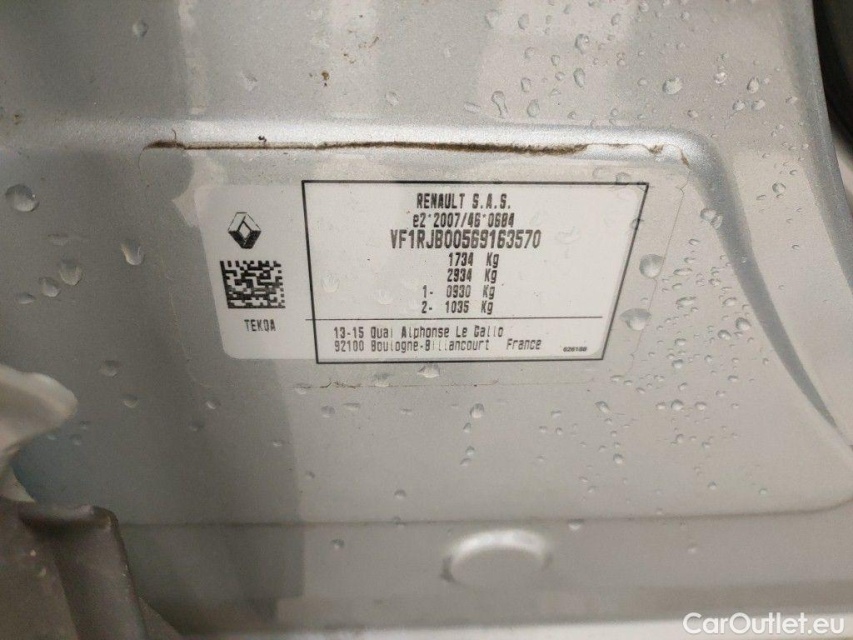 RENAULT S.A.S.
e2*2007/46*0684
VF1RJB00569163570
1734 Kg
2934 Kg
1- 0930 Kg
2- 1035 Kg
TEKQA
13-15 Quai Alphonse Le Gallo
92100 Boulogne-Billancourt France
CarOutlet.eu